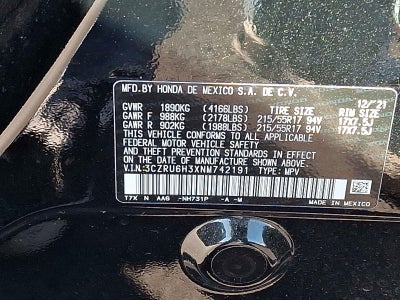 MFD.BY HONDA DE MEXICO S.A. DE C.V. 12/'21
GVWR 1890KG (4166LBS) TIRE SIZE RIM SIZE
GAWR F 988KG (2178LBS) 215/55R17 94V 17X7.5J
GAWR R 902KG (1988LBS) 215/55R17 94V 17X7.5J
THIS VEHICLE CONFORMS TO ALL APPLICABLE
FEDERAL MOTOR VEHICLE SAFETY
AND THEFT PREVENTION STANDARDS IN EFFECT
ON THE DATE OF MANUFACTURE SHOWN ABOVE.
V.I.N:3CZRU6H3XNM742191 TYPE: MPV
T7X N AAG -NH731P -A -M MADE IN MEXICO